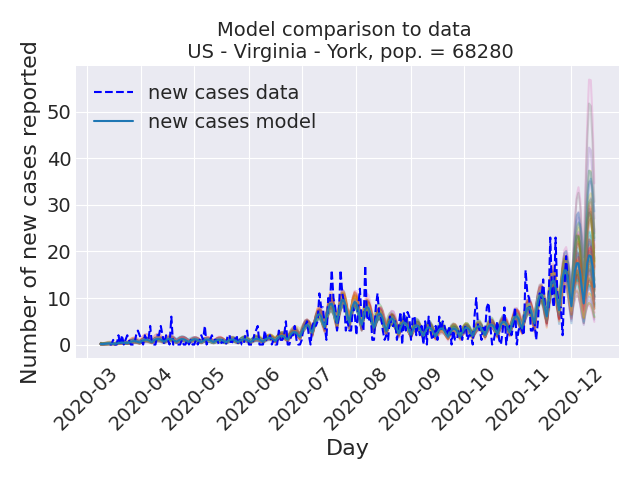 Model comparison to data
US - Virginia - York, pop. = 68280
Number of new cases reported
new cases data
new cases model
50
40
30
20
10
0
2020-03
2020-04
2020-05
2020-06
2020-07
2020-08
2020-09
2020-10
2020-11
2020-12
Day